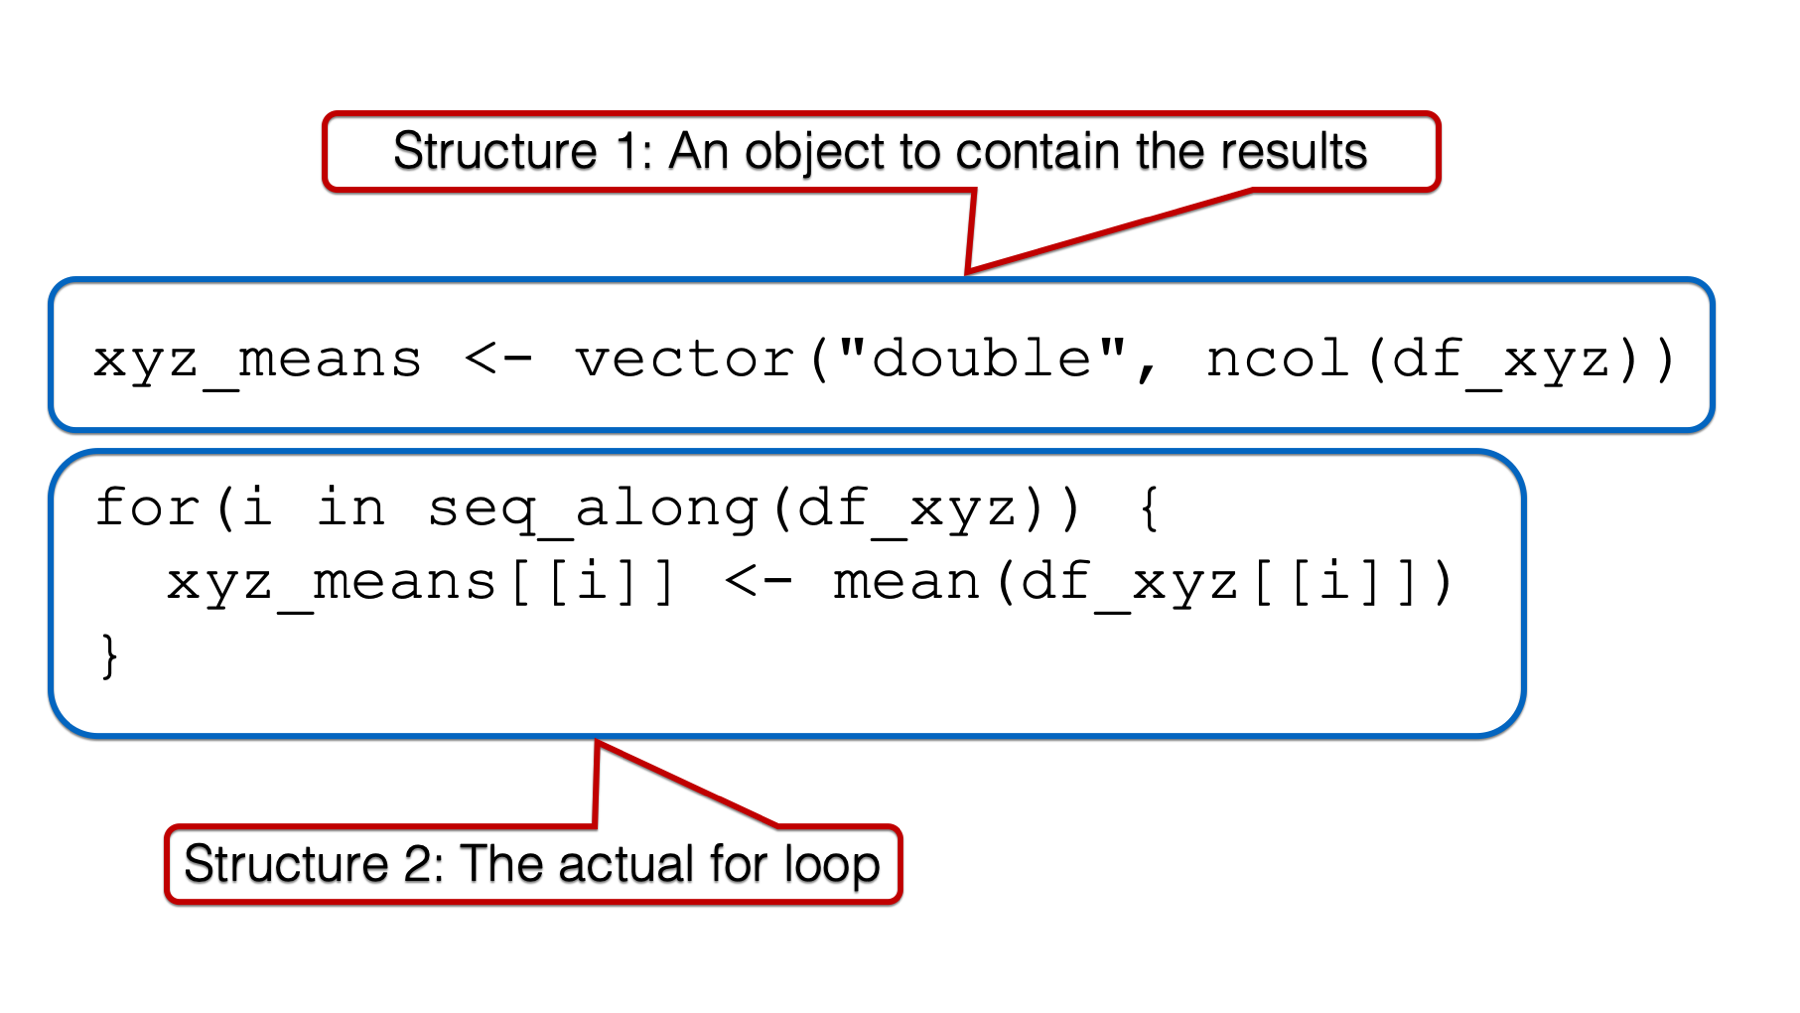 Structure 1: An object to contain the results
xyz_means <- vector("double", ncol(df_xyz))
for(i in seq_along(df_xyz)) {
  xyz_means[[i]] <- mean(df_xyz[[i]])
}
Structure 2: The actual for loop